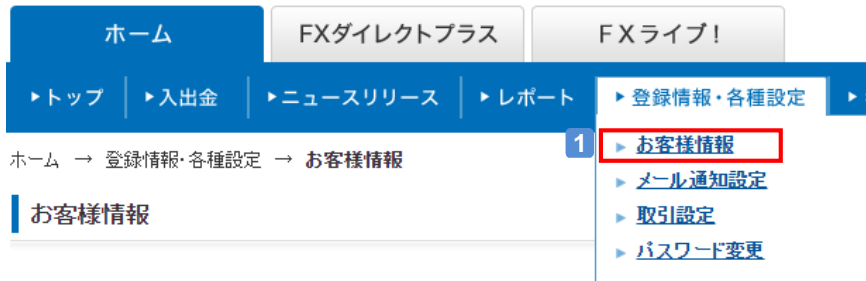 ホーム FXダイレクトプラス FXライブ!
トップ 入出金 ニュースリリース レポート 登録情報・各種設定
ホーム → 登録情報・各種設定 → お客様情報
1 お客様情報
メール通知設定
お客様情報
取引設定
パスワード変更